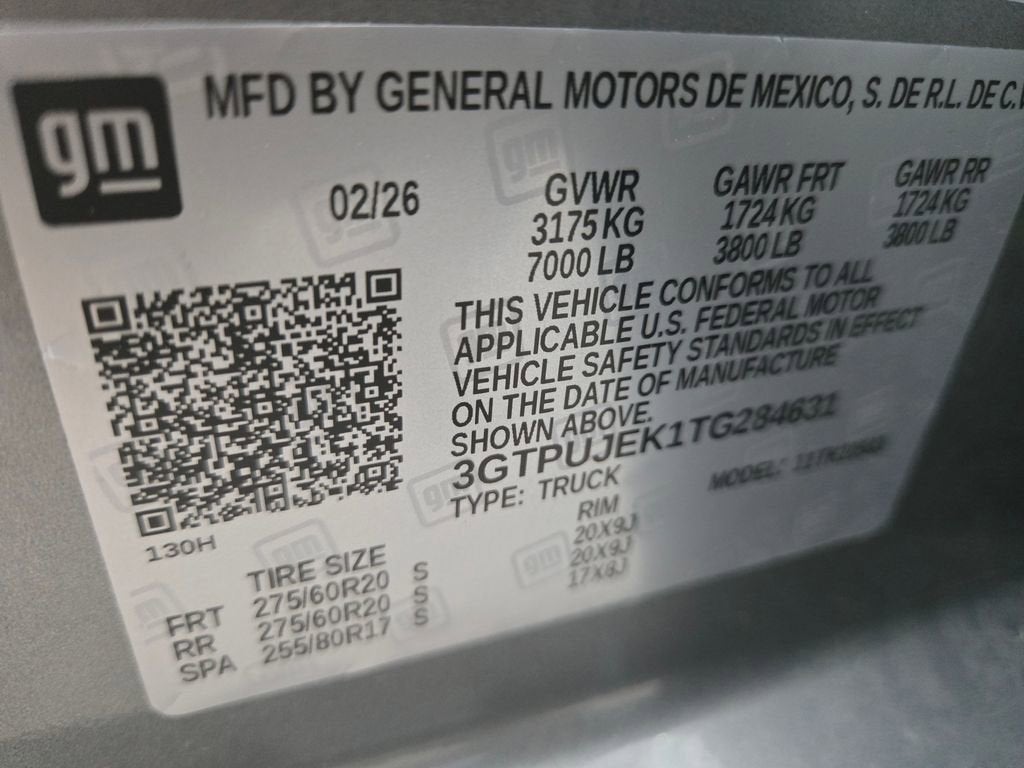 gm
MFD BY GENERAL MOTORS DE MEXICO, S. DE R.L. DE C.V
02/26
GVWR GAWR FRT GAWR RR
3175 KG 1724 KG 1724 KG
7000 LB 3800 LB 3800 LB
THIS VEHICLE CONFORMS TO ALL
APPLICABLE U.S. FEDERAL MOTOR
VEHICLE SAFETY STANDARDS IN EFFECT
ON THE DATE OF MANUFACTURE
SHOWN ABOVE.
3GTPUJEK1TG284631
TYPE: TRUCK MODEL:
130H
TIRE SIZE RIM
FRT 275/60R20 S 20X9J
RR 275/60R20 S 20X9J
SPA 255/80R17 S 17X8J